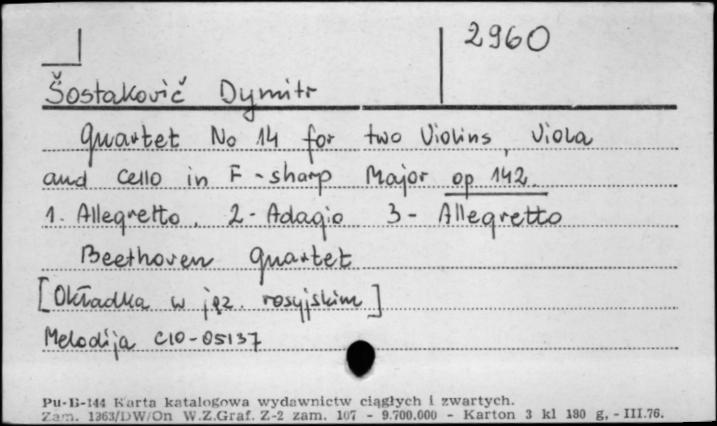 2960
Šostakovič Dymitr
Quartet No 14 for two Violins, Viola
and Cello in F-sharp Major op 142.
1. Allegretto, 2- Adagio 3- Allegretto
Beethoven Quartet
[Okładka w jęz. rosyjskim]
Melodija C10-05137
Pu-B-144 Karta katalogowa wydawnictw ciągłych i zwartych.
Zam. 1363/DW/On W.Z.Graf. Z-2 zam. 107 - 9.700.000 - Karton 3 kl 180 g. - III.76.